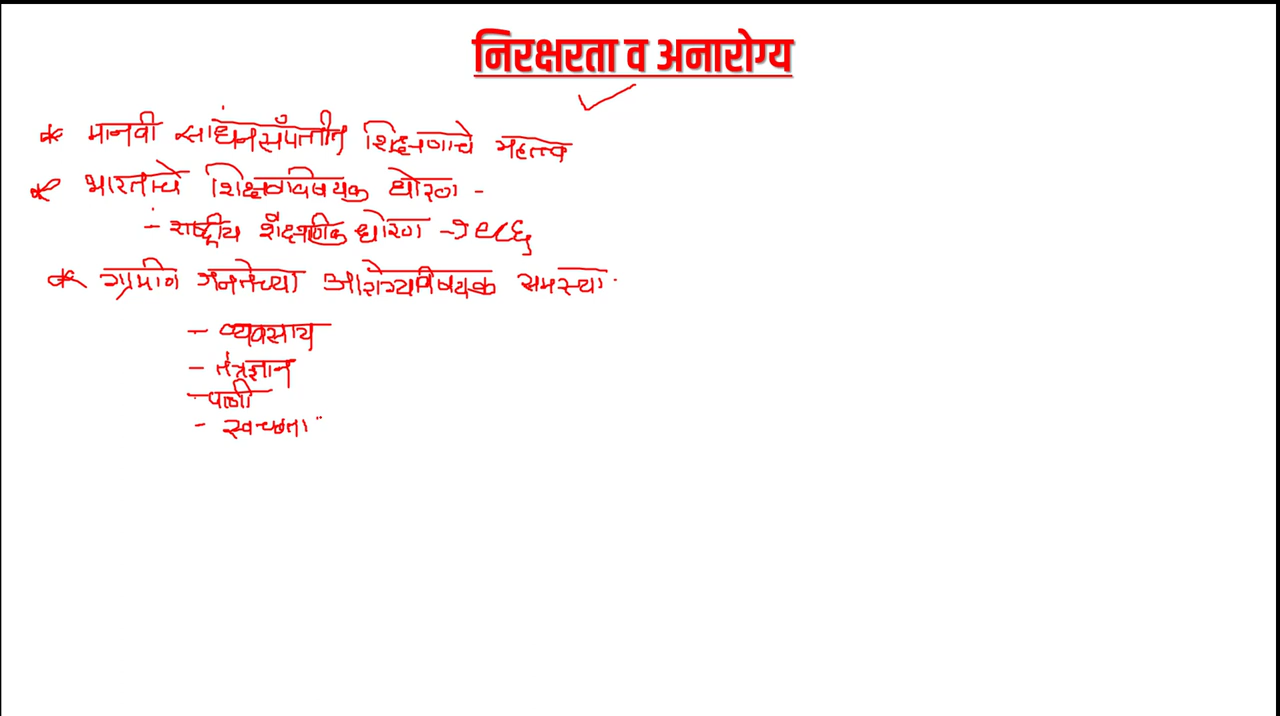 निरक्षरता व अनारोग्य
* मानवी साधनसंपत्तीत शिक्षणाचे महत्त्व
* भारताचे शिक्षणविषयक धोरण -
- राष्ट्रीय शैक्षणिक धोरण - १९८६
* ग्रामीण जनतेच्या आरोग्यविषयक समस्या
- व्यवसाय
- तंत्रज्ञान
- पाणी
- स्वच्छता